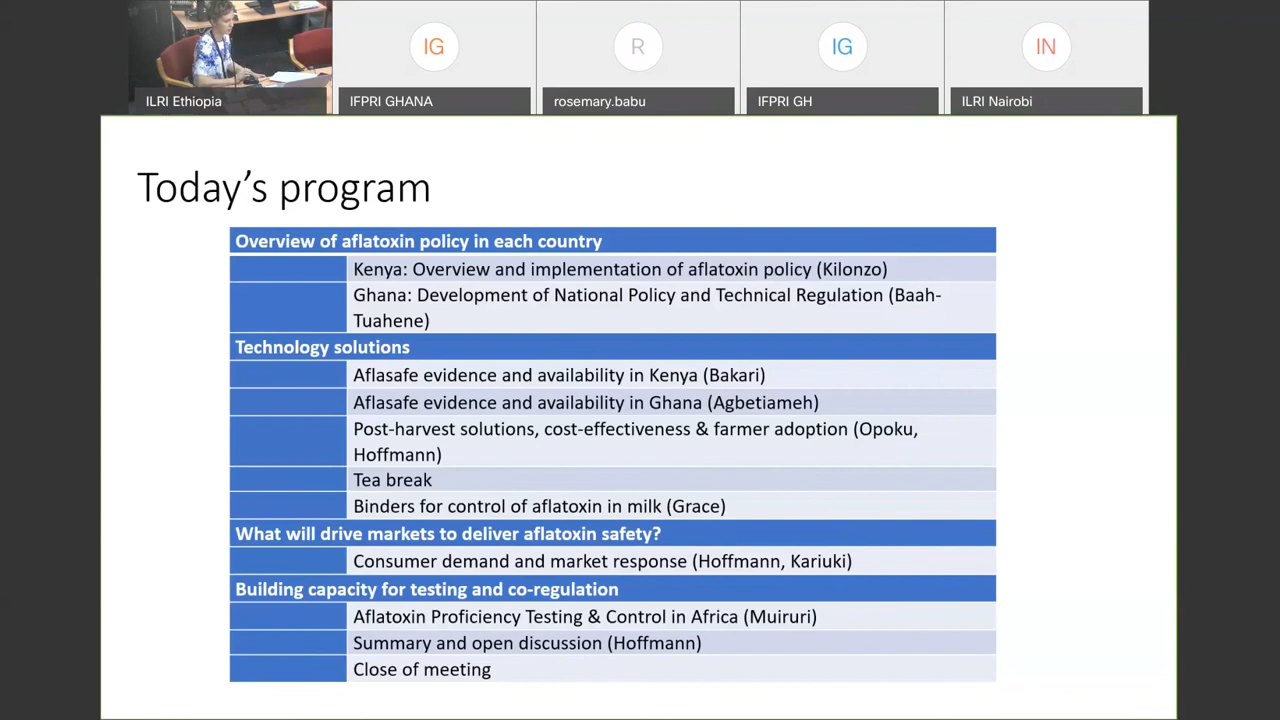 IG
R
IG
IN
ILRI Ethiopia
IFPRI GHANA
rosemary.babu
IFPRI GH
ILRI Nairobi
Today's program
Overview of aflatoxin policy in each country
Kenya: Overview and implementation of aflatoxin policy (Kilonzo)
Ghana: Development of National Policy and Technical Regulation (Baah-
Tuahene)
Technology solutions
Aflasafe evidence and availability in Kenya (Bakari)
Aflasafe evidence and availability in Ghana (Agbetiameh)
Post-harvest solutions, cost-effectiveness & farmer adoption (Opoku,
Hoffmann)
Tea break
Binders for control of aflatoxin in milk (Grace)
What will drive markets to deliver aflatoxin safety?
Consumer demand and market response (Hoffmann, Kariuki)
Building capacity for testing and co-regulation
Aflatoxin Proficiency Testing & Control in Africa (Muiruri)
Summary and open discussion (Hoffmann)
Close of meeting